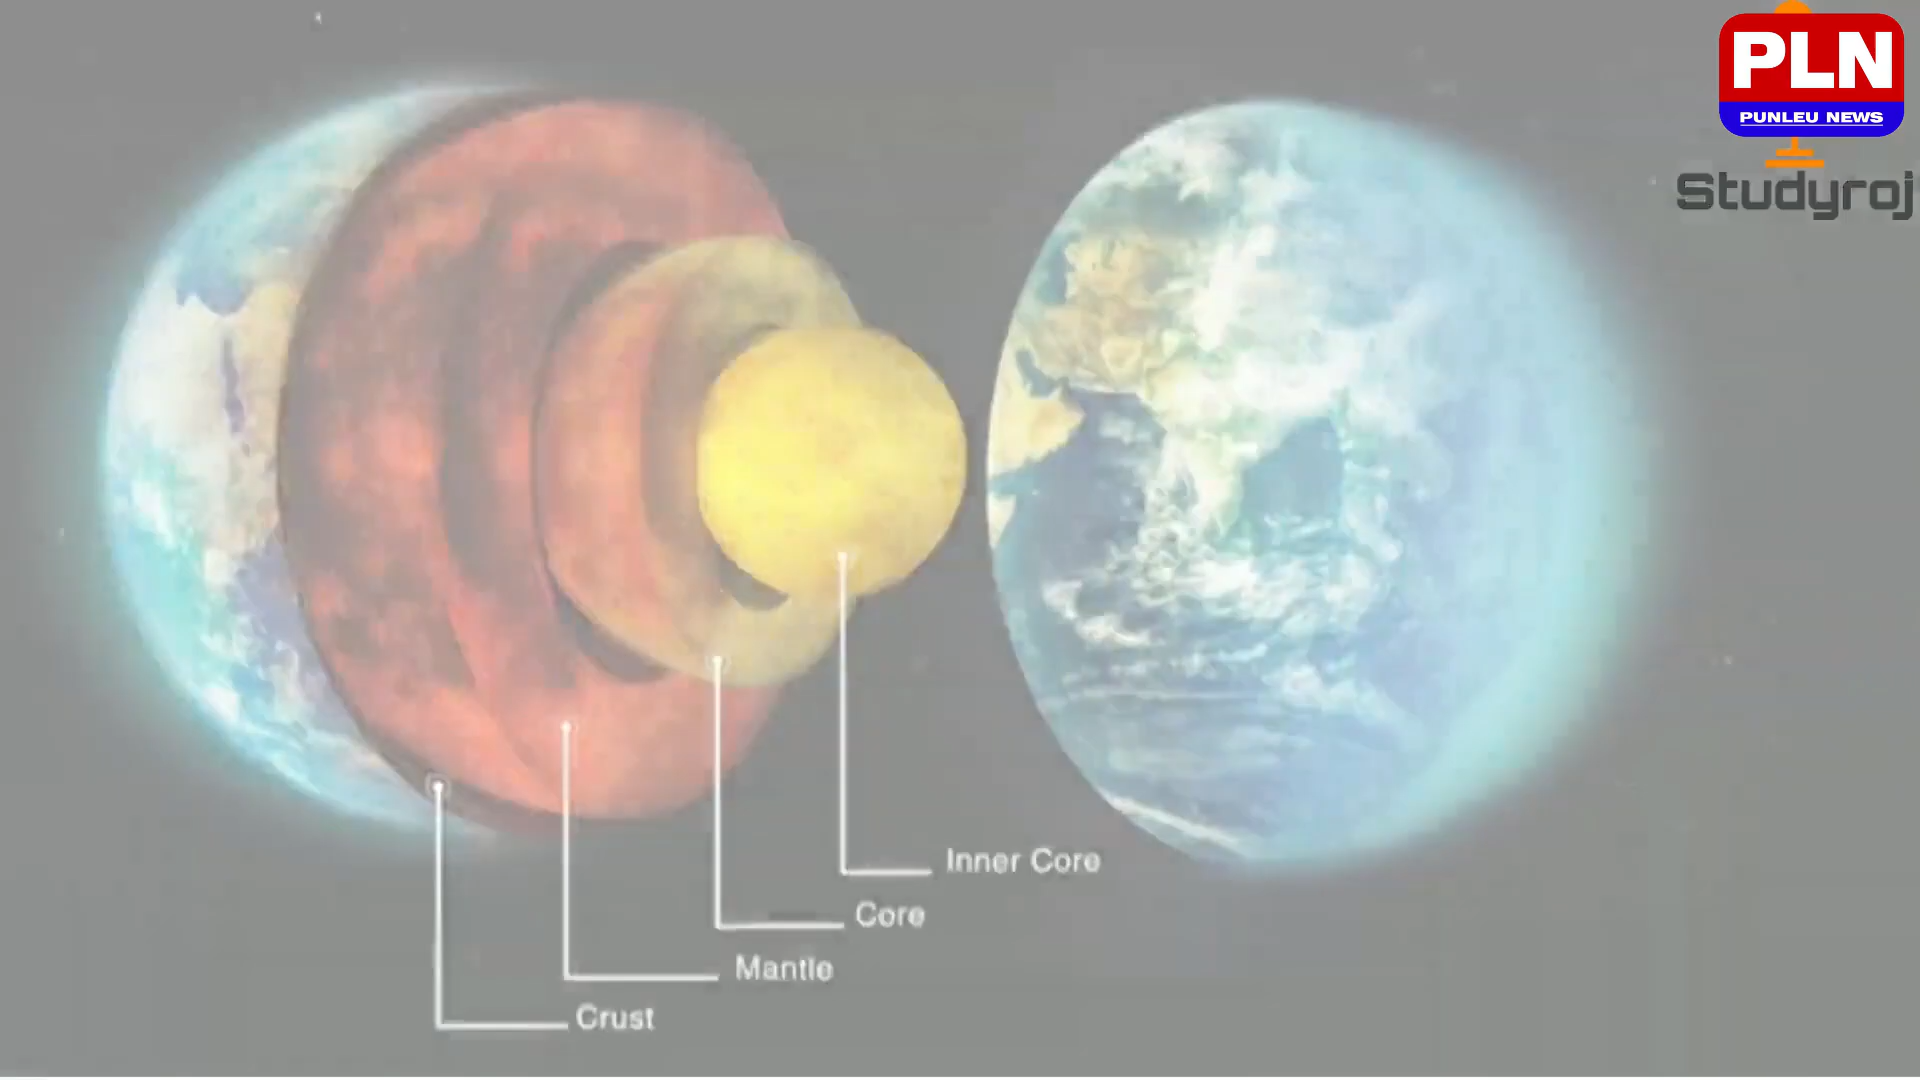 PLN
PUNLEU NEWS
Studyroj
Inner Core
Core
Mantle
Crust